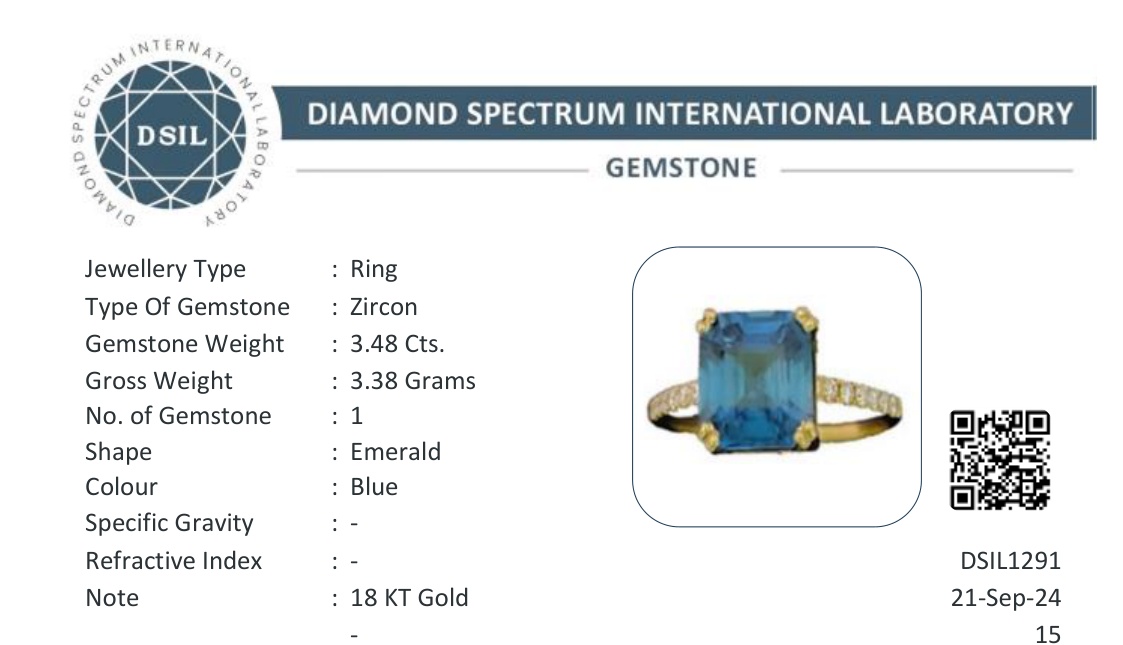 DIAMOND SPECTRUM INTERNATIONAL LABORATORY
DSIL
DIAMOND SPECTRUM INTERNATIONAL LABORATORY
GEMSTONE
Jewellery Type : Ring
Type Of Gemstone : Zircon
Gemstone Weight : 3.48 Cts.
Gross Weight : 3.38 Grams
No. of Gemstone : 1
Shape : Emerald
Colour : Blue
Specific Gravity : -
Refractive Index : -
Note : 18 KT Gold
-
DSIL1291
21-Sep-24
15